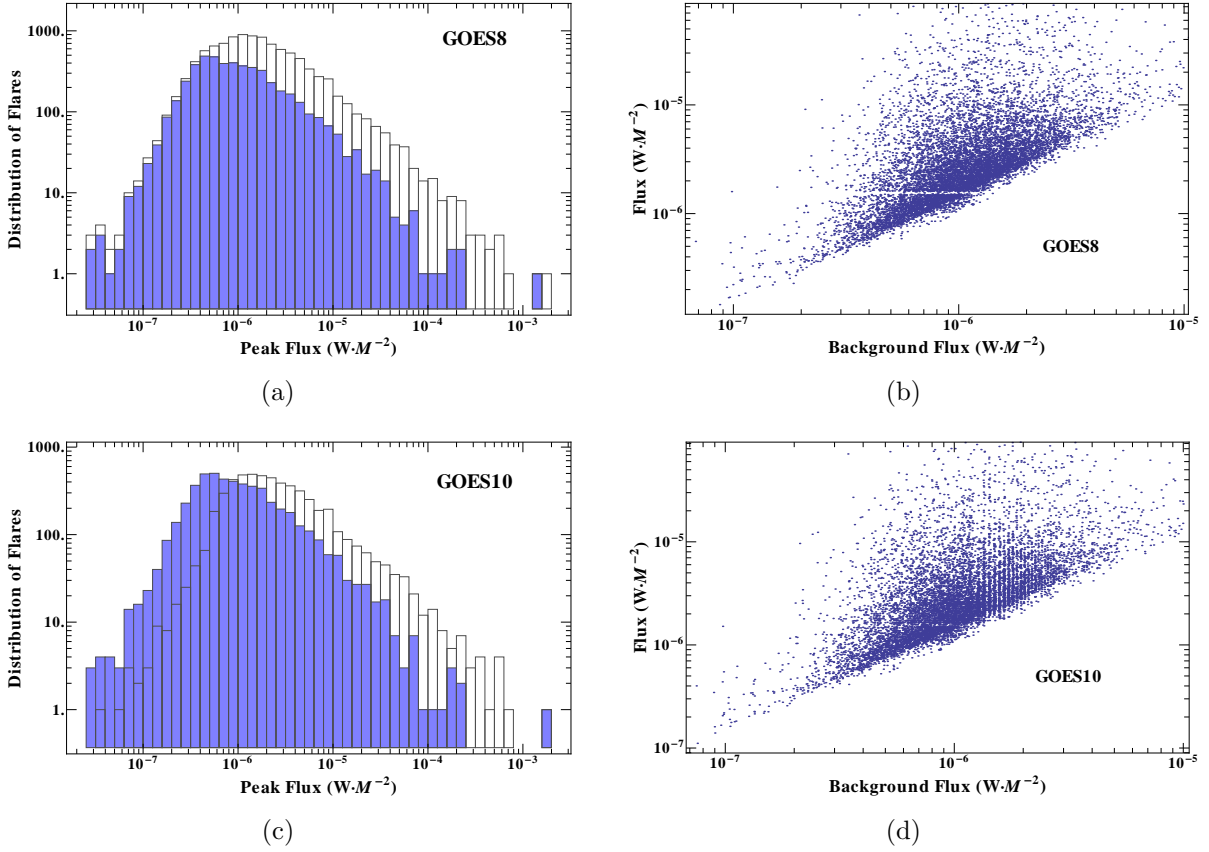 1000.
100.
10.
1.
Distribution of Flares
GOES8
10⁻⁷ 10⁻⁶ 10⁻⁵ 10⁻⁴ 10⁻³
Peak Flux (W·M⁻²)
(a)
10⁻⁵
10⁻⁶
Flux (W·M⁻²)
GOES8
10⁻⁷ 10⁻⁶ 10⁻⁵
Background Flux (W·M⁻²)
(b)
1000.
100.
10.
1.
Distribution of Flares
GOES10
10⁻⁷ 10⁻⁶ 10⁻⁵ 10⁻⁴ 10⁻³
Peak Flux (W·M⁻²)
(c)
10⁻⁵
10⁻⁶
10⁻⁷
Flux (W·M⁻²)
GOES10
10⁻⁷ 10⁻⁶ 10⁻⁵
Background Flux (W·M⁻²)
(d)